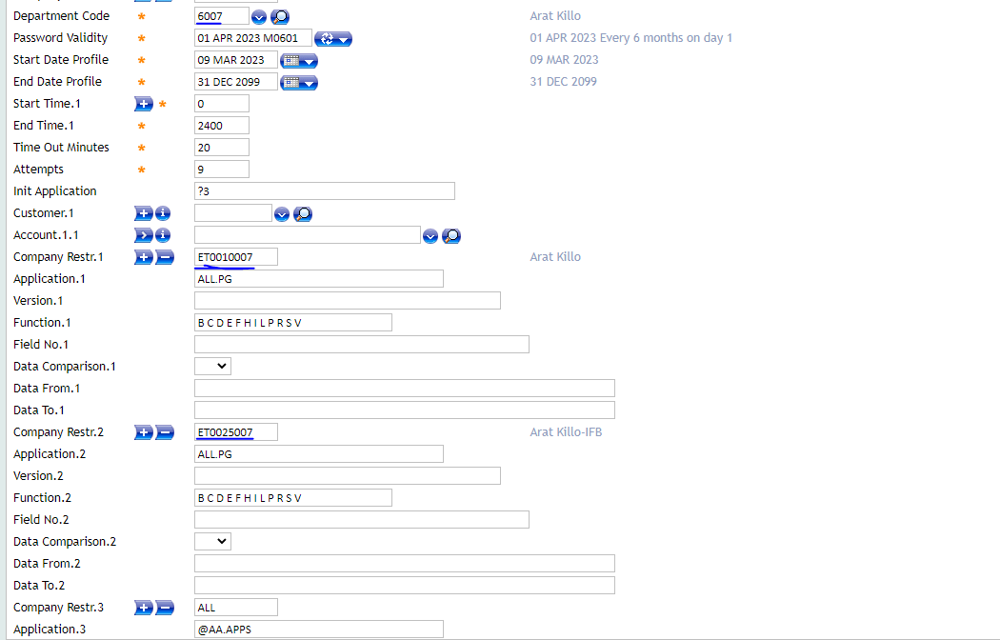 Department Code * 6007 Arat Killo
Password Validity * 01 APR 2023 M0601 01 APR 2023 Every 6 months on day 1
Start Date Profile * 09 MAR 2023 09 MAR 2023
End Date Profile * 31 DEC 2099 31 DEC 2099
Start Time.1 * 0
End Time.1 * 2400
Time Out Minutes * 20
Attempts * 9
Init Application ?3
Customer.1
Account.1.1
Company Restr.1 ET0010007 Arat Killo
Application.1 ALL.PG
Version.1
Function.1 B C D E F H I L P R S V
Field No.1
Data Comparison.1
Data From.1
Data To.1
Company Restr.2 ET0025007 Arat Killo-IFB
Application.2 ALL.PG
Version.2
Function.2 B C D E F H I L P R S V
Field No.2
Data Comparison.2
Data From.2
Data To.2
Company Restr.3 ALL
Application.3 @AA.APPS